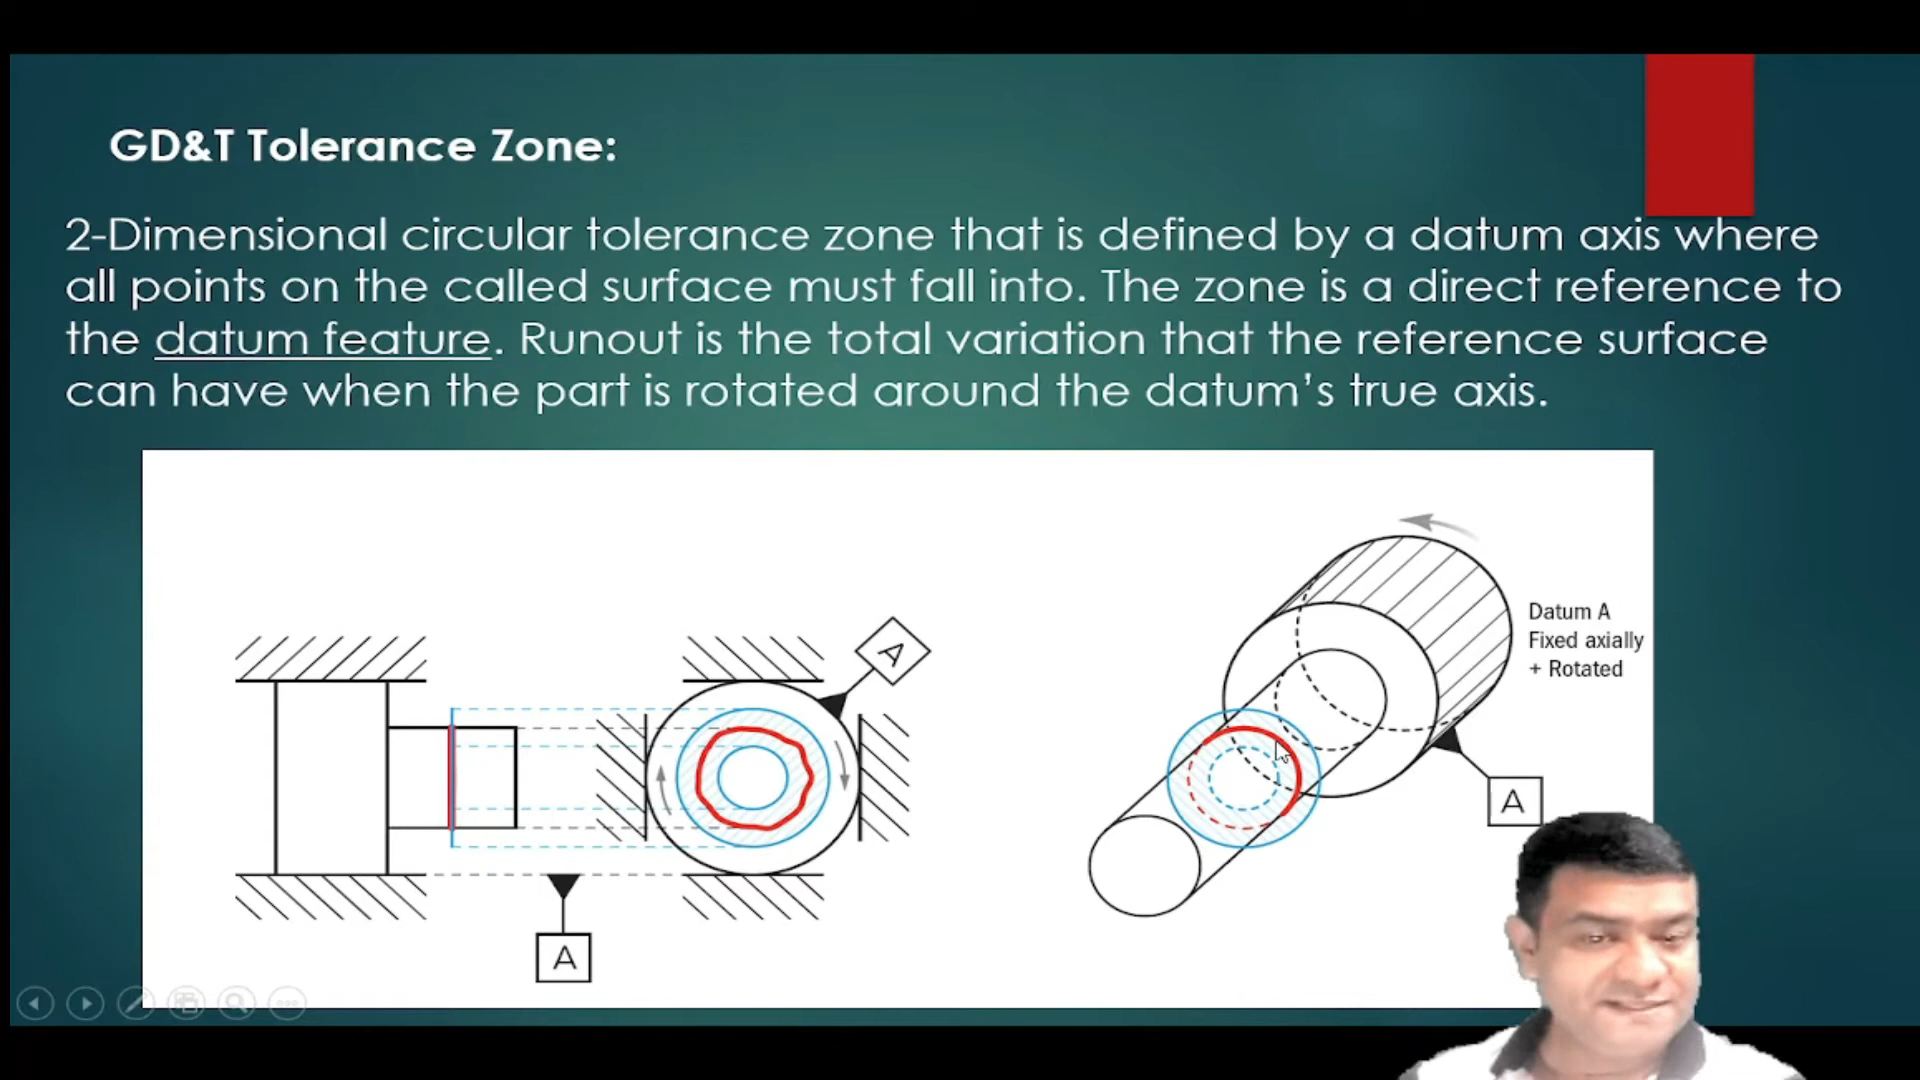 GD&T Tolerance Zone:
2-Dimensional circular tolerance zone that is defined by a datum axis where
all points on the called surface must fall into. The zone is a direct reference to
the datum feature. Runout is the total variation that the reference surface
can have when the part is rotated around the datum's true axis.
A
A
Datum A
Fixed axially
+ Rotated
A